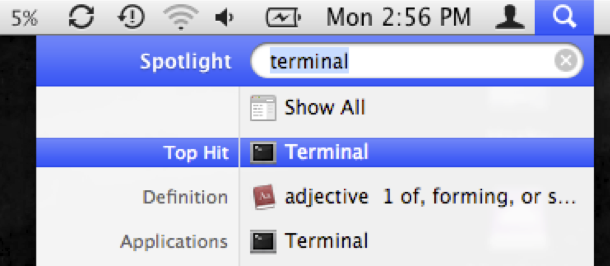 5% Mon 2:56 PM
Spotlight terminal
Show All
Top Hit Terminal
Definition adjective 1 of, forming, or s...
Applications Terminal